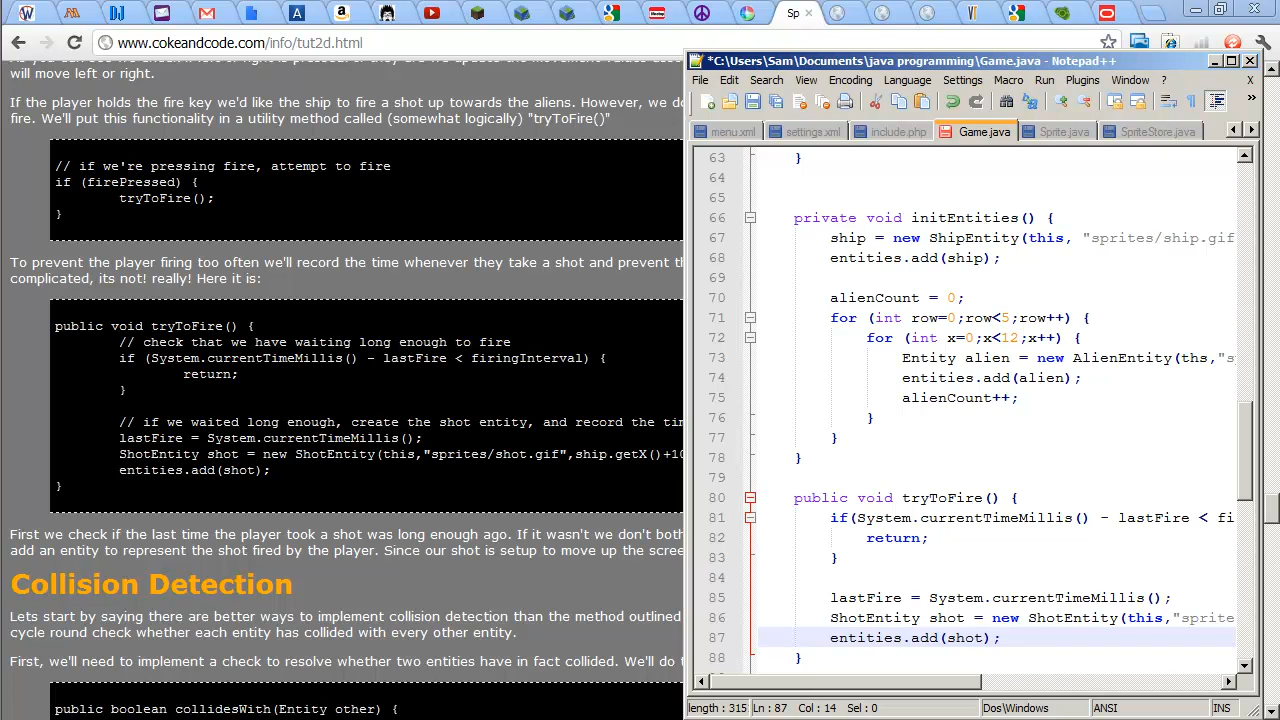 Sp
www.cokeandcode.com/info/tut2d.html
will move left or right.
If the player holds the fire key we'd like the ship to fire a shot up towards the aliens. However, we do
fire. We'll put this functionality in a utility method called (somewhat logically) "tryToFire()"
// if we're pressing fire, attempt to fire
if (firePressed) {
tryToFire();
}
To prevent the player firing too often we'll record the time whenever they take a shot and prevent th
complicated, its not! really! Here it is:
public void tryToFire() {
// check that we have waiting long enough to fire
if (System.currentTimeMillis() - lastFire < firingInterval) {
return;
}
// if we waited long enough, create the shot entity, and record the tim
lastFire = System.currentTimeMillis();
ShotEntity shot = new ShotEntity(this,"sprites/shot.gif",ship.getX()+10
entities.add(shot);
}
First we check if the last time the player took a shot was long enough ago. If it wasn't we don't both
add an entity to represent the shot fired by the player. Since our shot is setup to move up the scree
Collision Detection
Lets start by saying there are better ways to implement collision detection than the method outlined
cycle round check whether each entity has collided with every other entity.
First, we'll need to implement a check to resolve whether two entities have in fact collided. We'll do t
public boolean collidesWith(Entity other) {
*C:\Users\Sam\Documents\java programming\Game.java - Notepad++
File Edit Search View Encoding Language Settings Macro Run Plugins Window ? X
menu.xml settings.xml include.php Game.java Sprite.java SpriteStore.java
63 }
64
65
66 private void initEntities() {
67 ship = new ShipEntity(this, "sprites/ship.gif
68 entities.add(ship);
69
70 alienCount = 0;
71 for (int row=0;row<5;row++) {
72 for (int x=0;x<12;x++) {
73 Entity alien = new AlienEntity(ths,"s
74 entities.add(alien);
75 alienCount++;
76 }
77 }
78 }
79
80 public void tryToFire() {
81 if(System.currentTimeMillis() - lastFire < fi
82 return;
83 }
84
85 lastFire = System.currentTimeMillis();
86 ShotEntity shot = new ShotEntity(this,"sprite
87 entities.add(shot);
88 }
length : 315 Ln : 87 Col : 14 Sel : 0 Dos\Windows ANSI INS